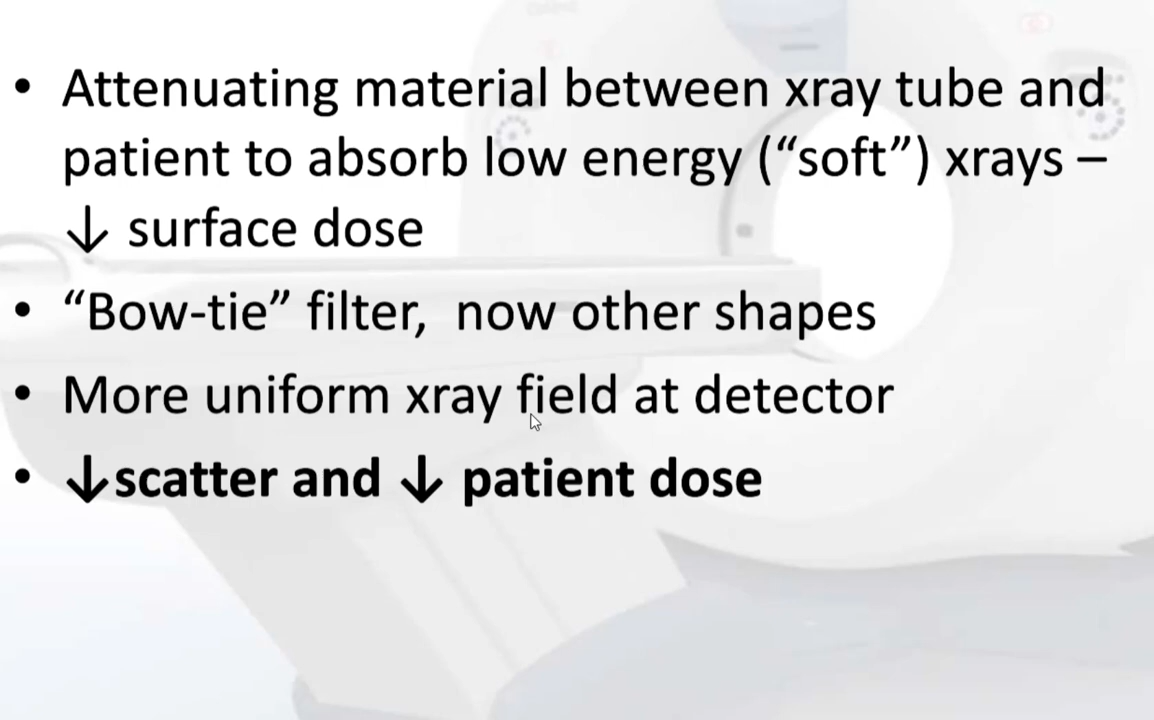 • Attenuating material between xray tube and
patient to absorb low energy (“soft”) xrays –
↓ surface dose
• “Bow-tie” filter,  now other shapes
• More uniform xray field at detector
• ↓scatter and ↓ patient dose